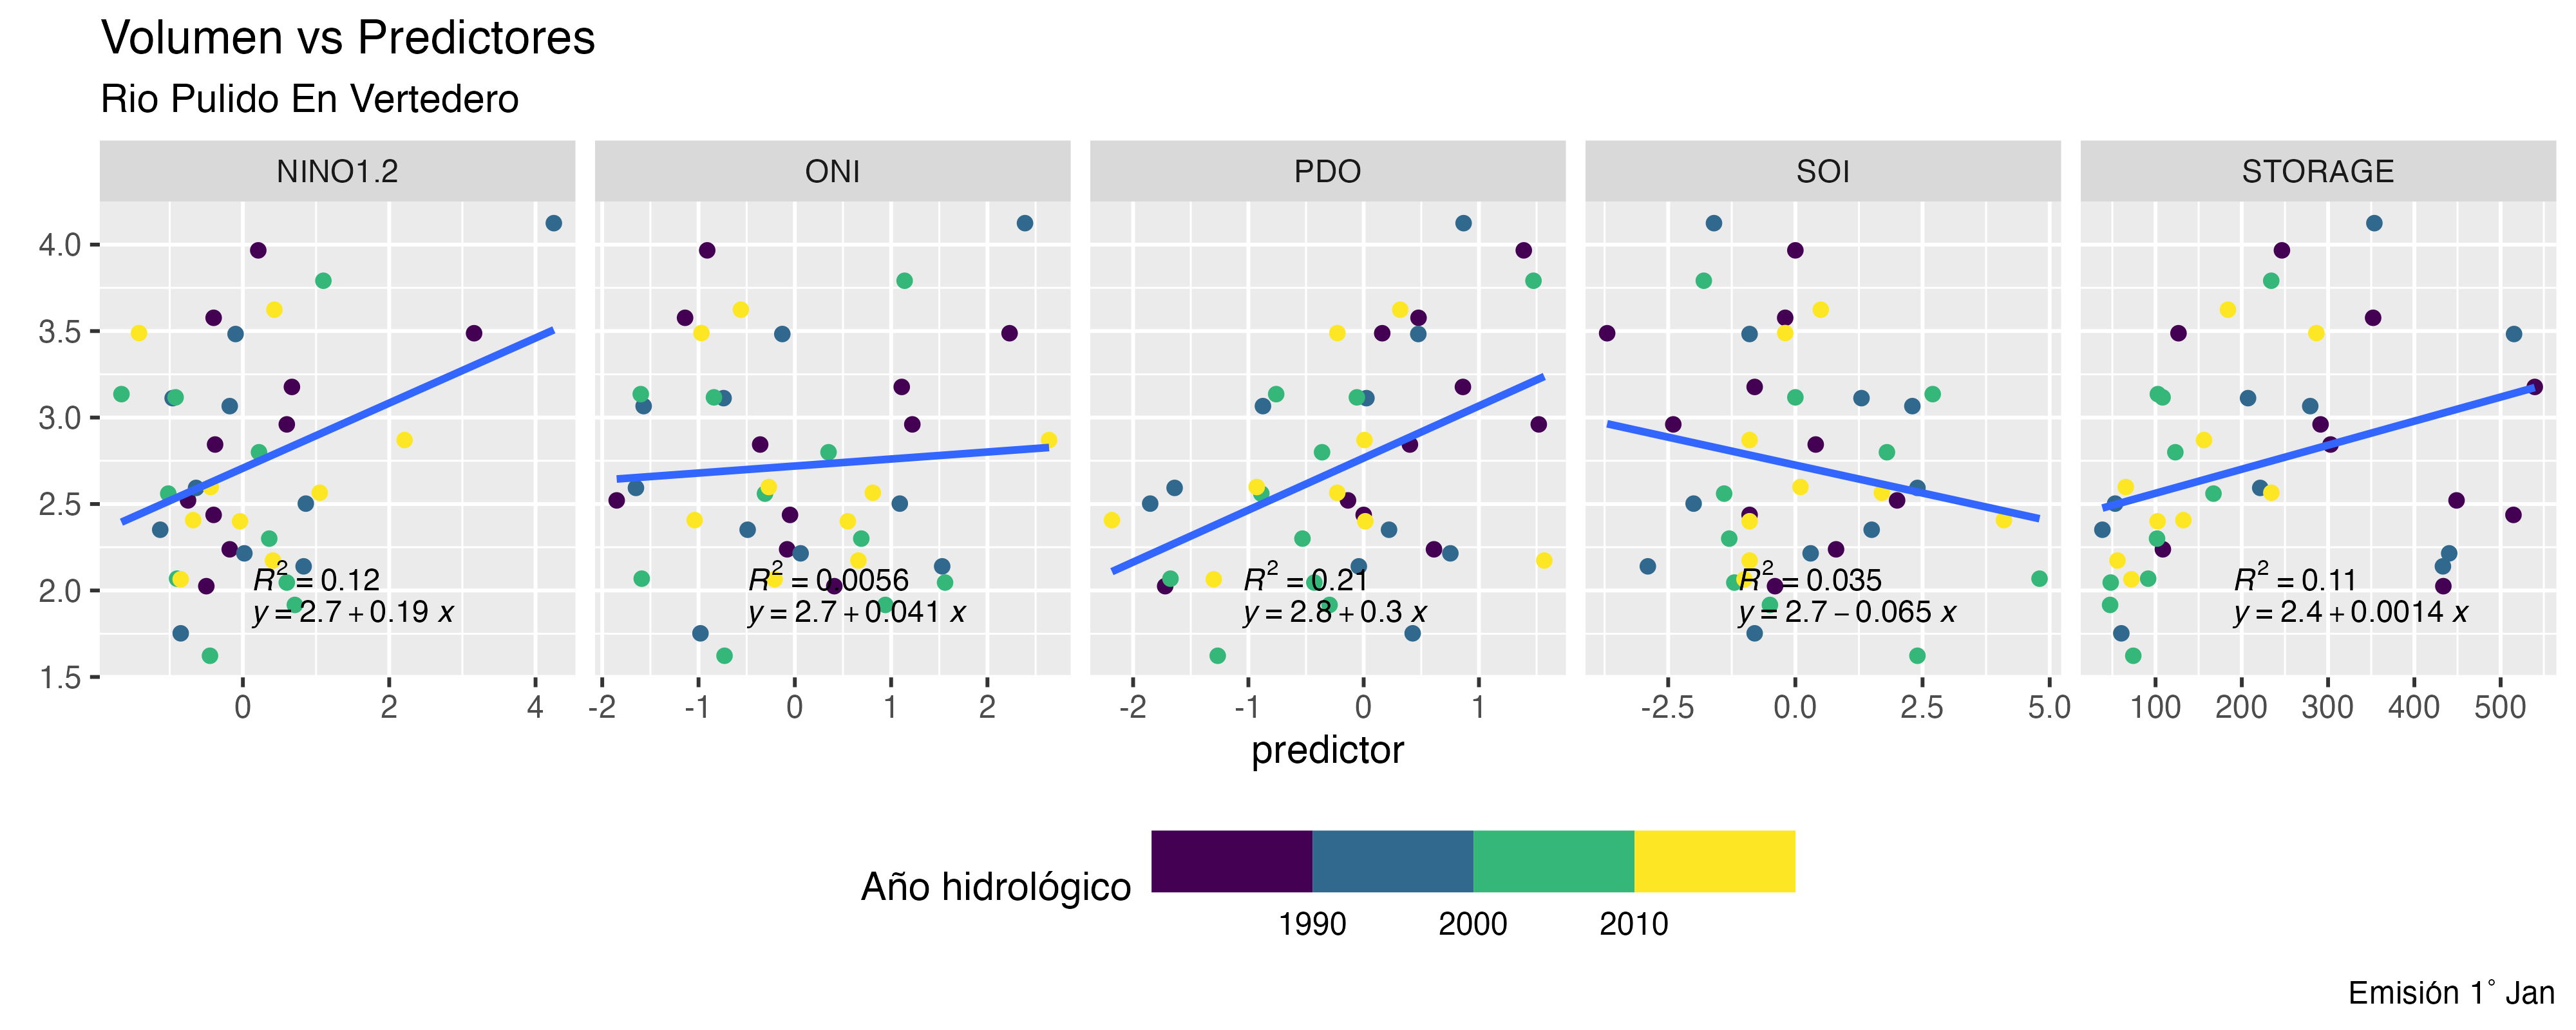 Volumen vs Predictores
Rio Pulido En Vertedero
NINO1.2 ONI PDO SOI STORAGE
4.0
3.5
3.0
2.5
2.0
1.5
R² = 0.12 R² = 0.0056 R² = 0.21 R² = 0.035 R² = 0.11
y = 2.7 + 0.19 x y = 2.7 + 0.041 x y = 2.8 + 0.3 x y = 2.7 − 0.065 x y = 2.4 + 0.0014 x
0 2 4 -2 -1 0 1 2 -2 -1 0 1 -2.5 0.0 2.5 5.0 100 200 300 400 500
predictor
Año hidrológico
1990 2000 2010
Emisión 1° Jan